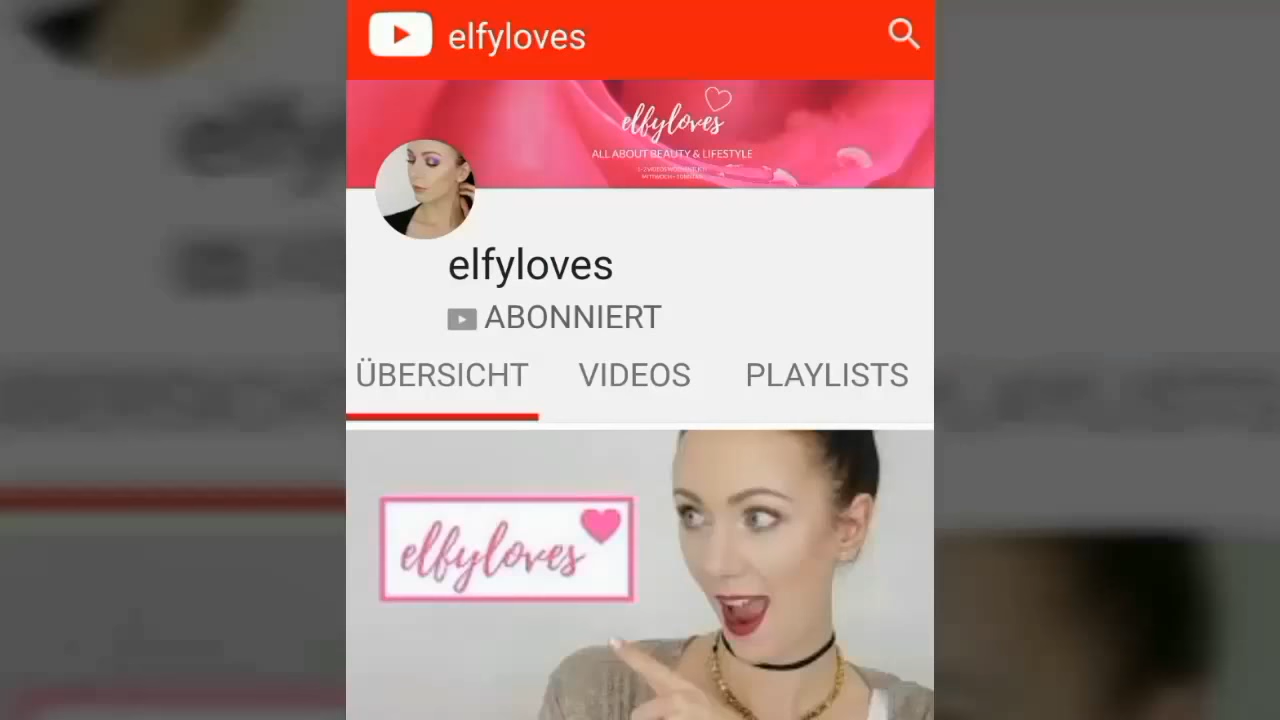 elfyloves
elfyloves
ALL ABOUT BEAUTY & LIFESTYLE
elfyloves
ABONNIERT
ÜBERSICHT VIDEOS PLAYLISTS
elfyloves